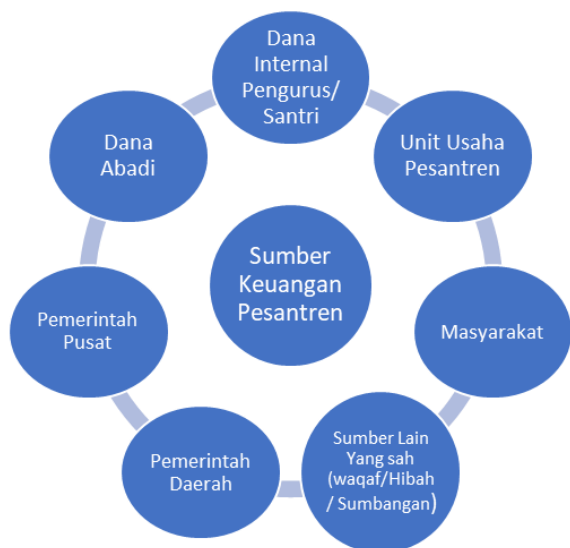 Dana
Internal
Pengurus/
Santri
Unit Usaha
Pesantren
Masyarakat
Sumber Lain
Yang sah
(waqaf/Hibah
/ Sumbangan)
Pemerintah
Daerah
Pemerintah
Pusat
Dana
Abadi
Sumber
Keuangan
Pesantren